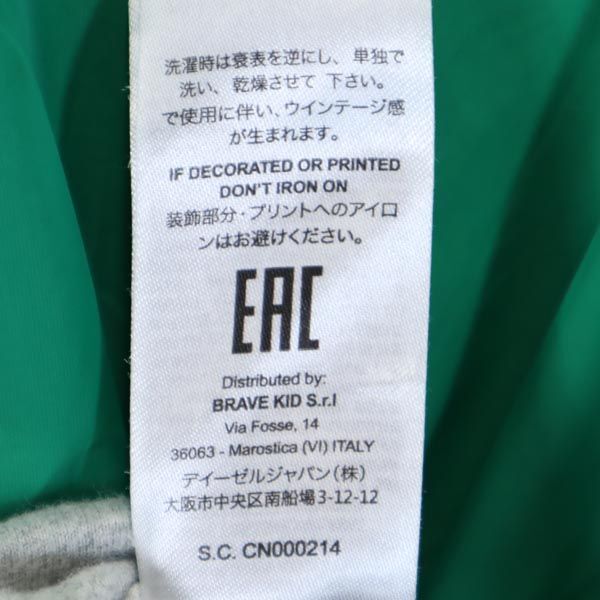 洗濯時は衰表を逆にし、単独で
洗い、乾燥させて 下さい。
で使用に伴い、ウインテージ感
が生まれます。
IF DECORATED OR PRINTED
DON'T IRON ON
装飾部分・プリントへのアイロ
ンはお避けください。
EAC
Distributed by:
BRAVE KID S.r.l
Via Fosse, 14
36063 - Marostica (VI) ITALY
デイーゼルジャパン(株)
大阪市中央区南船場3-12-12
S.C. CN000214